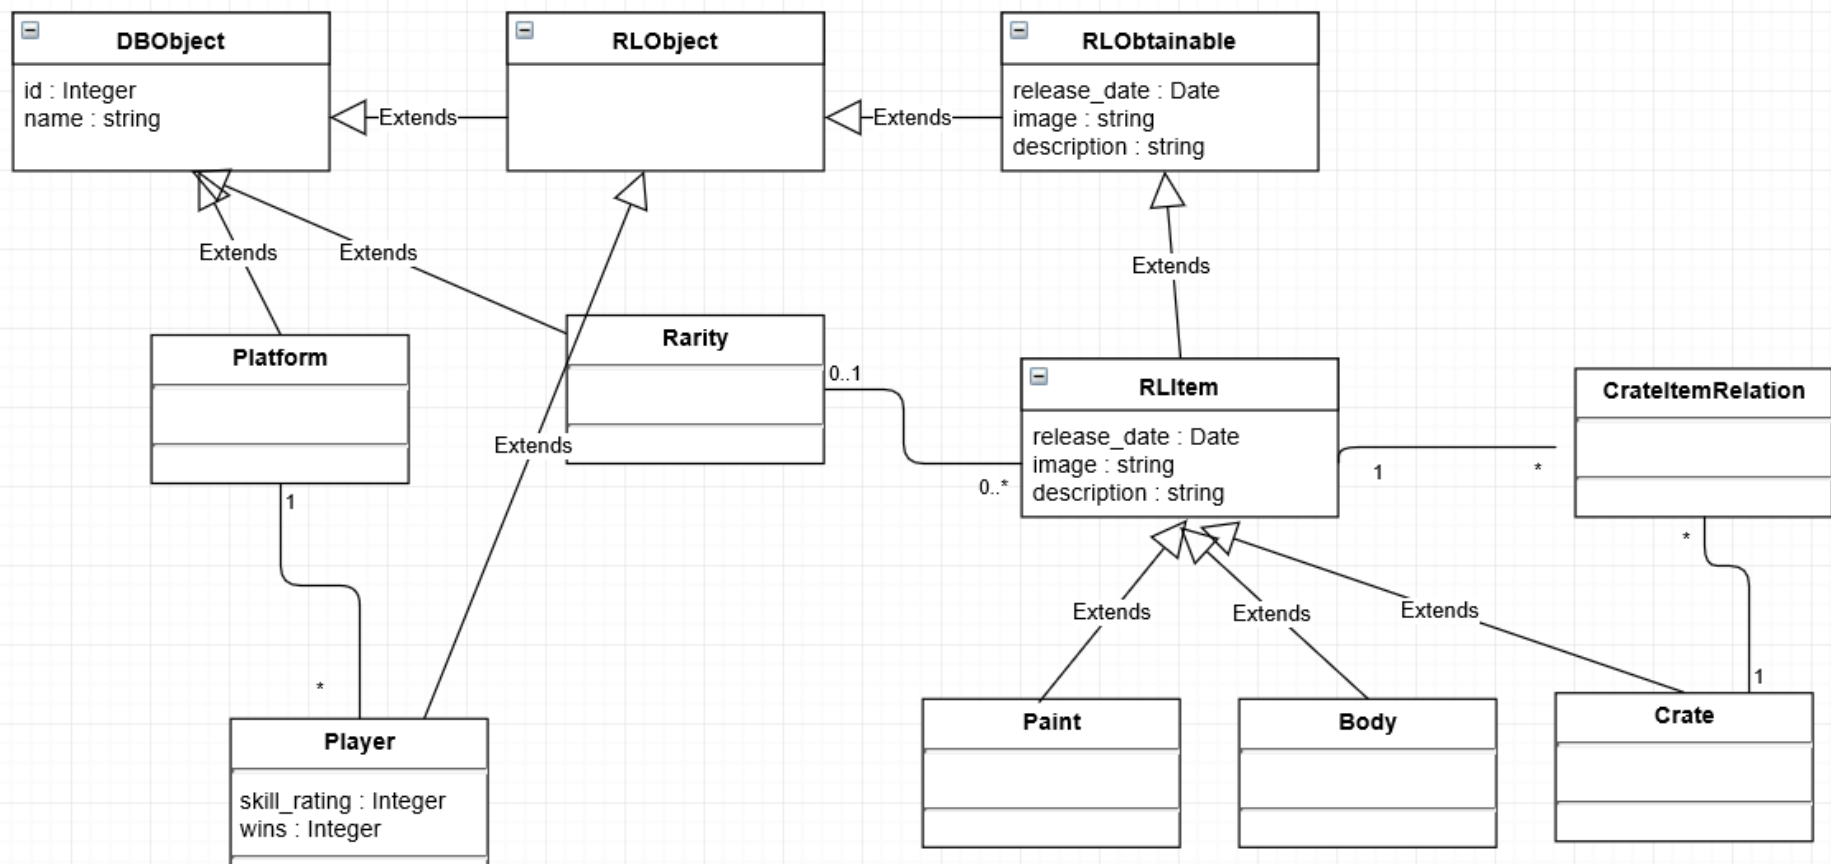 DBObject
id : Integer
name : string
Extends
RLObject
Extends
RLObtainable
release_date : Date
image : string
description : string
Extends
Extends
Extends
Extends
Platform
1
*
Rarity
0..1
0..*
RLItem
release_date : Date
image : string
description : string
1
*
CrateItemRelation
*
1
Extends
Extends
Extends
Player
skill_rating : Integer
wins : Integer
Paint
Body
Crate